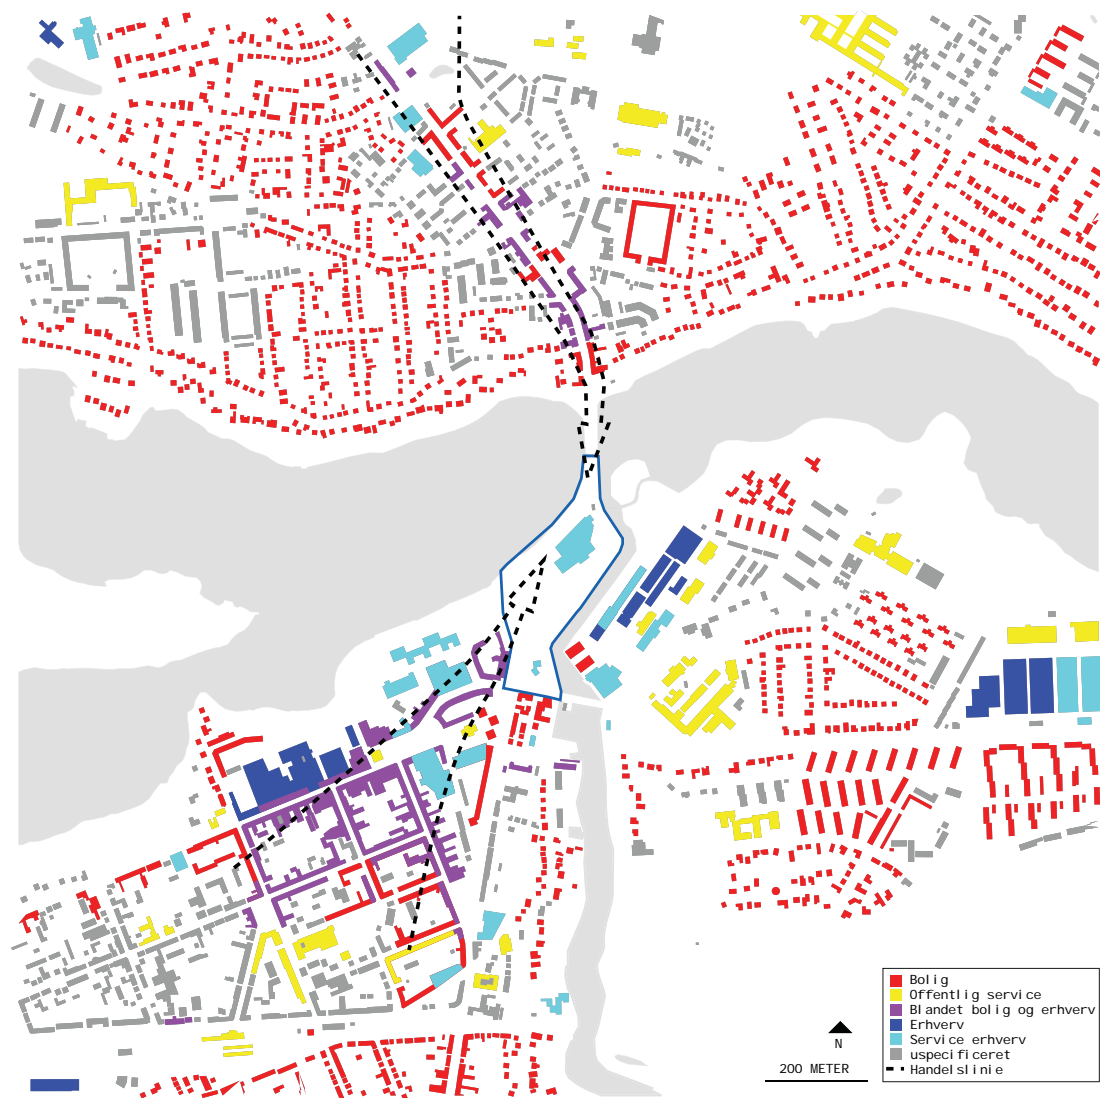 Bolig
Offentlig service
Blandet bolig og erhverv
Erhverv
Service erhverv
uspecificeret
Handelslinie
N
200 METER